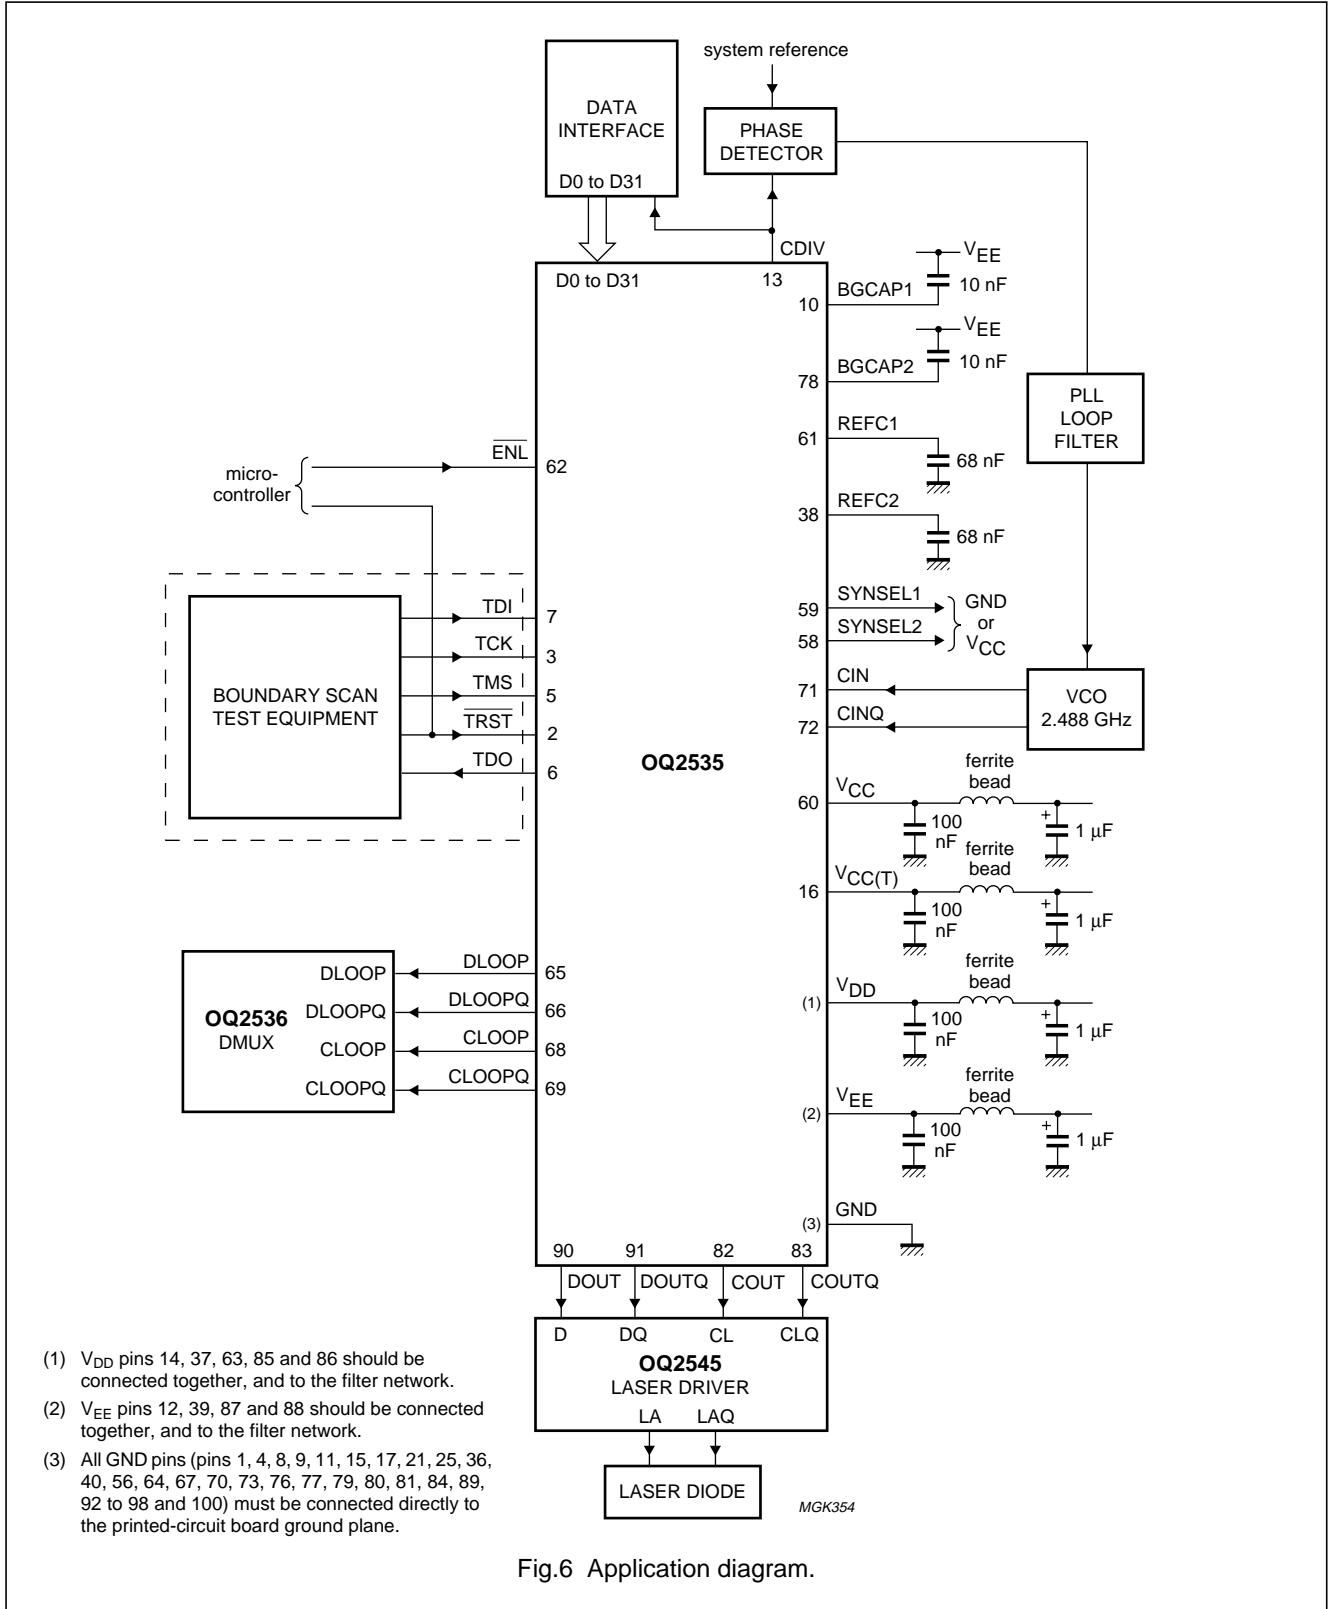 system reference
DATA
INTERFACE
D0 to D31
PHASE
DETECTOR
CDIV
D0 to D31
13
10
BGCAP1
VEE
10 nF
78
BGCAP2
VEE
10 nF
PLL
LOOP
FILTER
61
REFC1
68 nF
38
REFC2
68 nF
micro-
controller
ENL
62
59
SYNSEL1
58
SYNSEL2
GND
or
VCC
BOUNDARY SCAN
TEST EQUIPMENT
TDI
7
TCK
3
TMS
5
TRST
2
TDO
6
OQ2535
71
CIN
72
CINQ
VCO
2.488 GHz
60
VCC
ferrite
bead
100
nF
+
1 µF
16
VCC(T)
ferrite
bead
100
nF
+
1 µF
(1)
VDD
ferrite
bead
100
nF
+
1 µF
(2)
VEE
ferrite
bead
100
nF
+
1 µF
(3)
GND
OQ2536
DMUX
DLOOP
DLOOP
65
DLOOPQ
DLOOPQ
66
CLOOP
CLOOP
68
CLOOPQ
CLOOPQ
69
90
91
82
83
DOUT
DOUTQ
COUT
COUTQ
D
DQ
CL
CLQ
OQ2545
LASER DRIVER
LA
LAQ
LASER DIODE
MGK354
(1) VDD pins 14, 37, 63, 85 and 86 should be
connected together, and to the filter network.
(2) VEE pins 12, 39, 87 and 88 should be connected
together, and to the filter network.
(3) All GND pins (pins 1, 4, 8, 9, 11, 15, 17, 21, 25, 36,
40, 56, 64, 67, 70, 73, 76, 77, 79, 80, 81, 84, 89,
92 to 98 and 100) must be connected directly to
the printed-circuit board ground plane.
Fig.6 Application diagram.